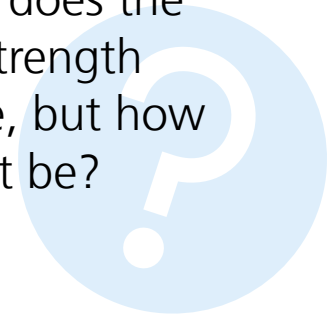 does the
trength
, but how
t be?
?